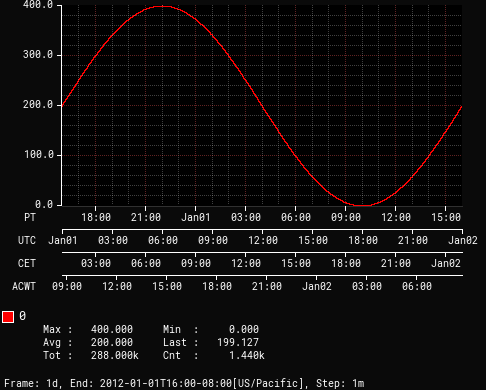 400.0
300.0
200.0
100.0
0.0
PT 18:00 21:00 Jan01 03:00 06:00 09:00 12:00 15:00
UTC Jan01 03:00 06:00 09:00 12:00 15:00 18:00 21:00 Jan02
CET 03:00 06:00 09:00 12:00 15:00 18:00 21:00 Jan02
ACWT 09:00 12:00 15:00 18:00 21:00 Jan02 03:00 06:00
0
Max : 400.000 Min : 0.000
Avg : 200.000 Last : 199.127
Tot : 288.000k Cnt : 1.440k
Frame: 1d, End: 2012-01-01T16:00-08:00[US/Pacific], Step: 1m